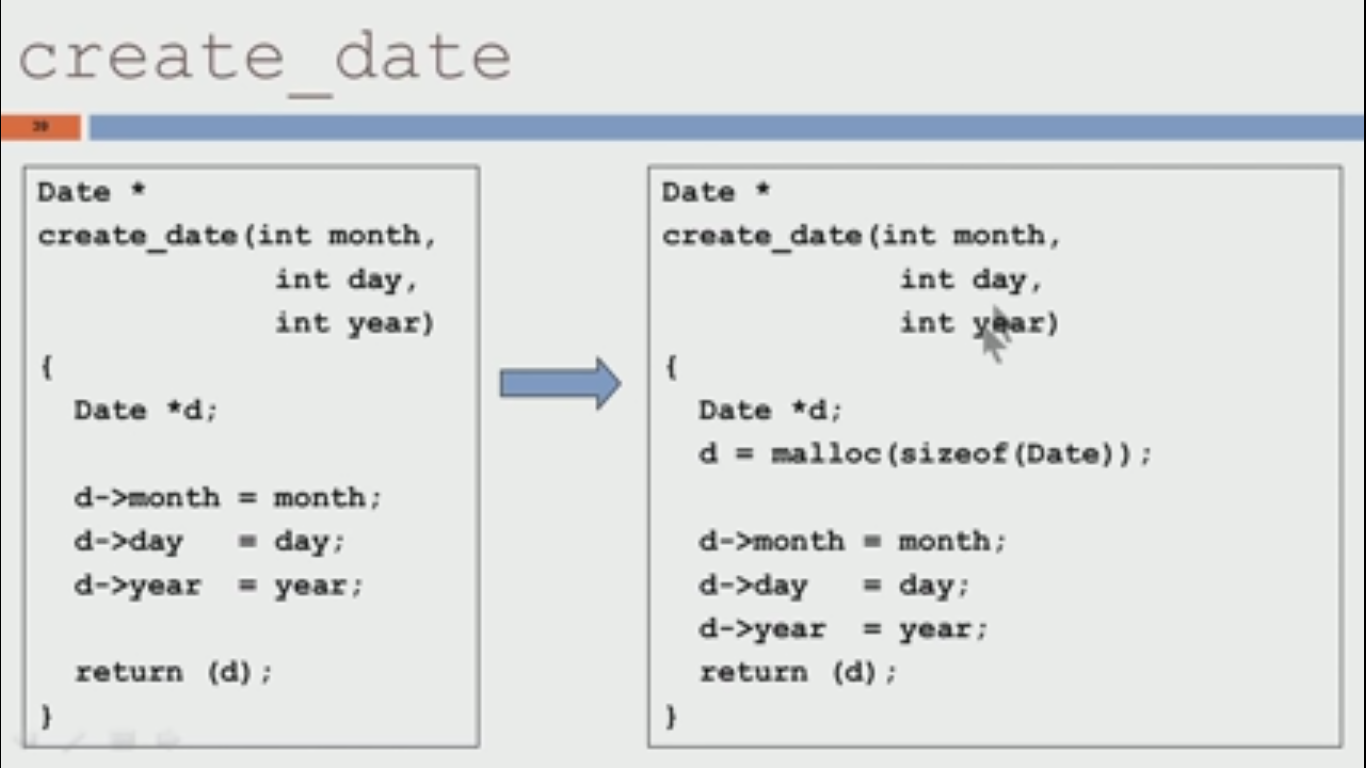 create_date
39
Date *
create_date(int month,
            int day,
            int year)
{
  Date *d;

  d->month = month;
  d->day   = day;
  d->year  = year;

  return (d);
}
Date *
create_date(int month,
            int day,
            int year)
{
  Date *d;
  d = malloc(sizeof(Date));

  d->month = month;
  d->day   = day;
  d->year  = year;
  return (d);
}